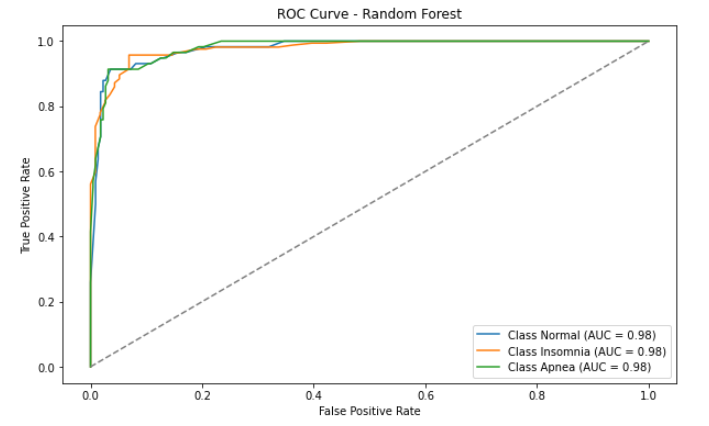 ROC Curve - Random Forest
1.0
0.8
0.6
0.4
0.2
0.0
True Positive Rate
Class Normal (AUC = 0.98)
Class Insomnia (AUC = 0.98)
Class Apnea (AUC = 0.98)
0.0 0.2 0.4 0.6 0.8 1.0
False Positive Rate